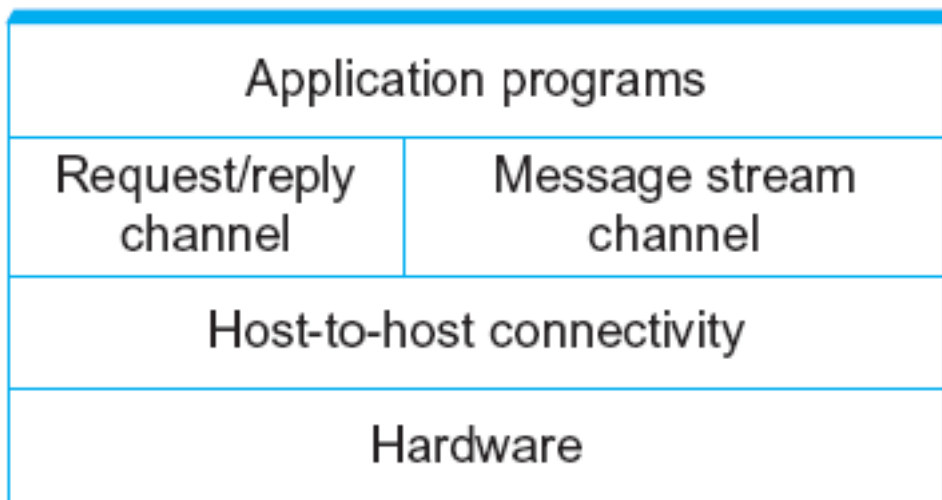 Application programs
Request/reply
channel
Message stream
channel
Host-to-host connectivity
Hardware